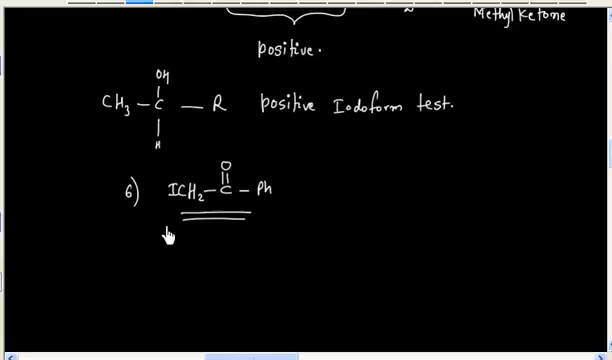 ~ Methyl Ketone
positive.
OH
CH3 – C – R positive Iodoform test.
H
O
6) ICH2 – C – Ph